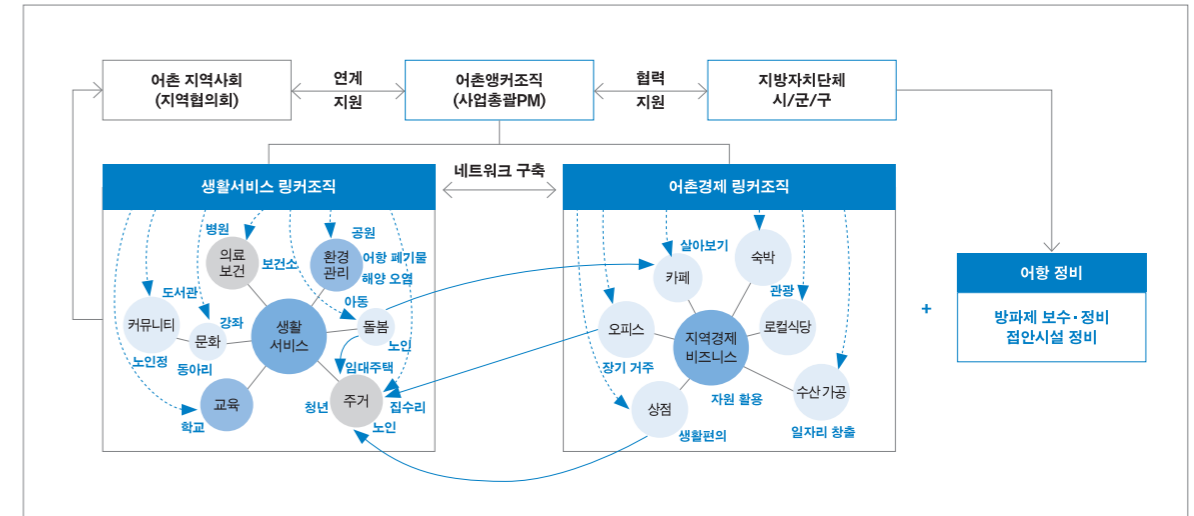 어촌 지역사회
(지역협의회)
연계
지원
어촌앵커조직
(사업총괄PM)
협력
지원
지방자치단체
시/군/구
생활서비스 링커조직
네트워크 구축
어촌경제 링커조직
병원
의료
보건
보건소
공원
환경
관리
어항 폐기물
해양 오염
도서관
커뮤니티
노인정
강좌
문화
동아리
생활
서비스
아동
돌봄
노인
임대주택
교육
학교
청년
주거
집수리
노인
살아보기
카페
숙박
관광
오피스
장기 거주
지역경제
비즈니스
로컬식당
자원 활용
상점
생활편의
수산 가공
일자리 창출
+
어항 정비
방파제 보수·정비
접안시설 정비